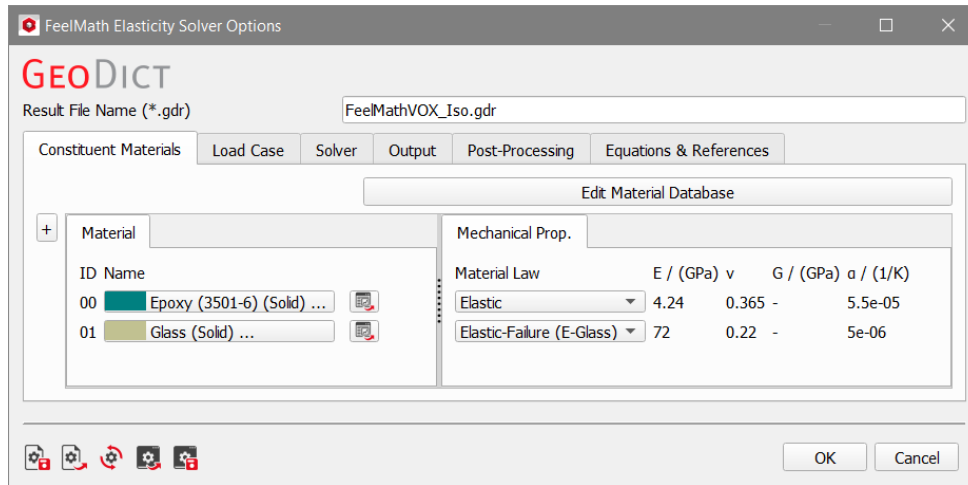 FeelMath Elasticity Solver Options
GEODICT
Result File Name (*.gdr) FeelMathVOX_Iso.gdr
Constituent Materials Load Case Solver Output Post-Processing Equations & References
Edit Material Database
+ Material Mechanical Prop.
ID Name Material Law E / (GPa) ν G / (GPa) α / (1/K)
00 Epoxy (3501-6) (Solid) ... Elastic 4.24 0.365 - 5.5e-05
01 Glass (Solid) ... Elastic-Failure (E-Glass) 72 0.22 - 5e-06
OK Cancel